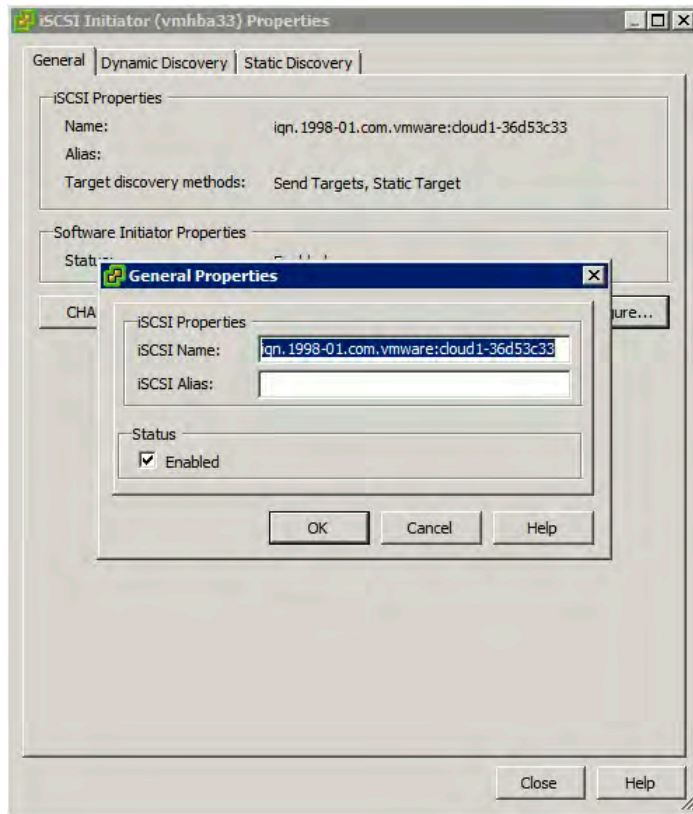 iSCSI Initiator (vmhba33) Properties
General Dynamic Discovery Static Discovery
iSCSI Properties
Name: iqn.1998-01.com.vmware:cloud1-36d53c33
Alias:
Target discovery methods: Send Targets, Static Target
Software Initiator Properties
General Properties
CHA
ure...
iSCSI Properties
iSCSI Name: iqn.1998-01.com.vmware:cloud1-36d53c33
iSCSI Alias:
Status
Enabled
OK Cancel Help
Close Help